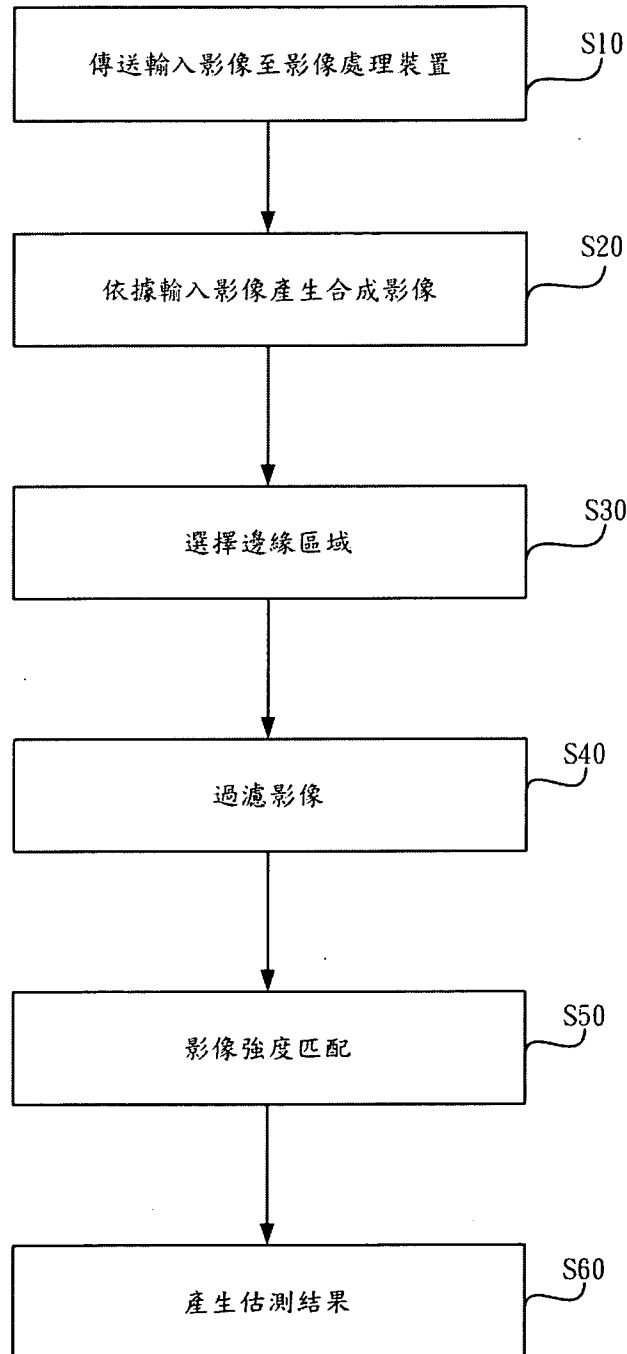 傳送輸入影像至影像處理裝置
S10
依據輸入影像產生合成影像
S20
選擇邊緣區域
S30
過濾影像
S40
影像強度匹配
S50
產生估測結果
S60